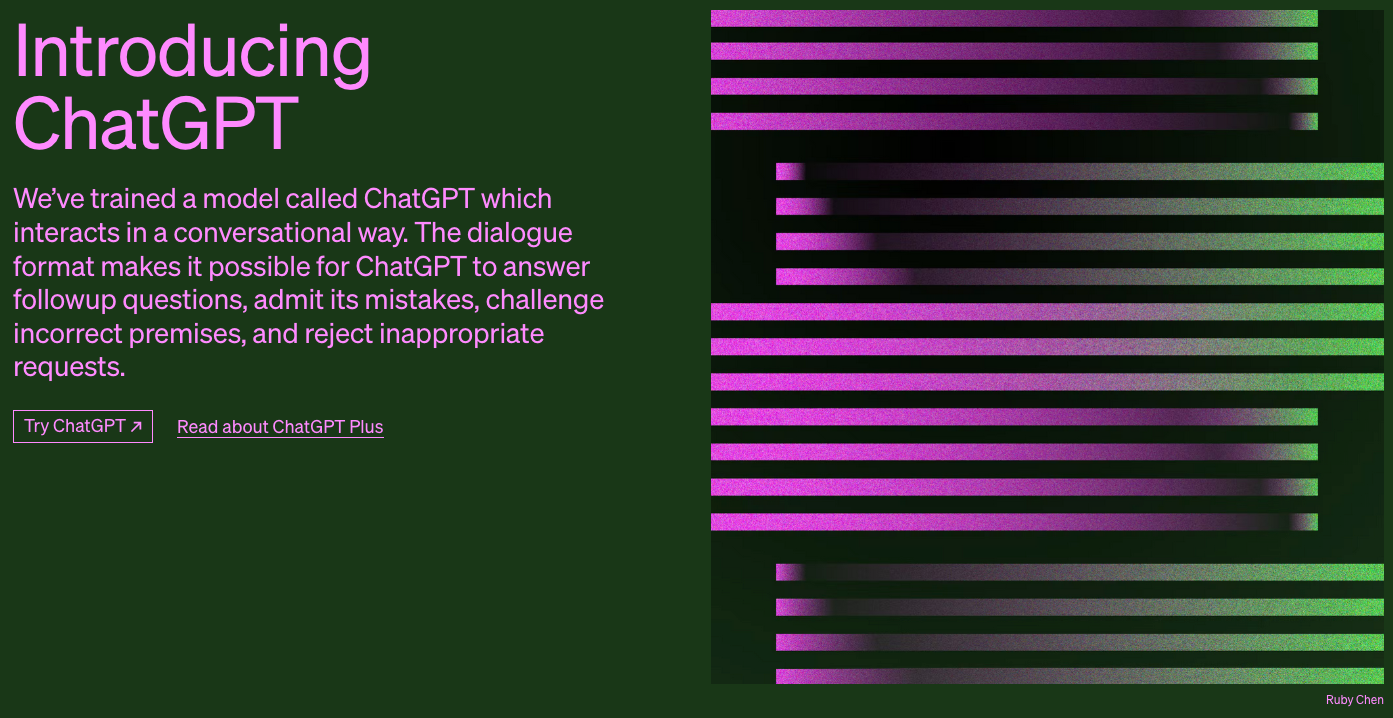 Introducing
ChatGPT
We’ve trained a model called ChatGPT which
interacts in a conversational way. The dialogue
format makes it possible for ChatGPT to answer
followup questions, admit its mistakes, challenge
incorrect premises, and reject inappropriate
requests.
Try ChatGPT ↗
Read about ChatGPT Plus
Ruby Chen